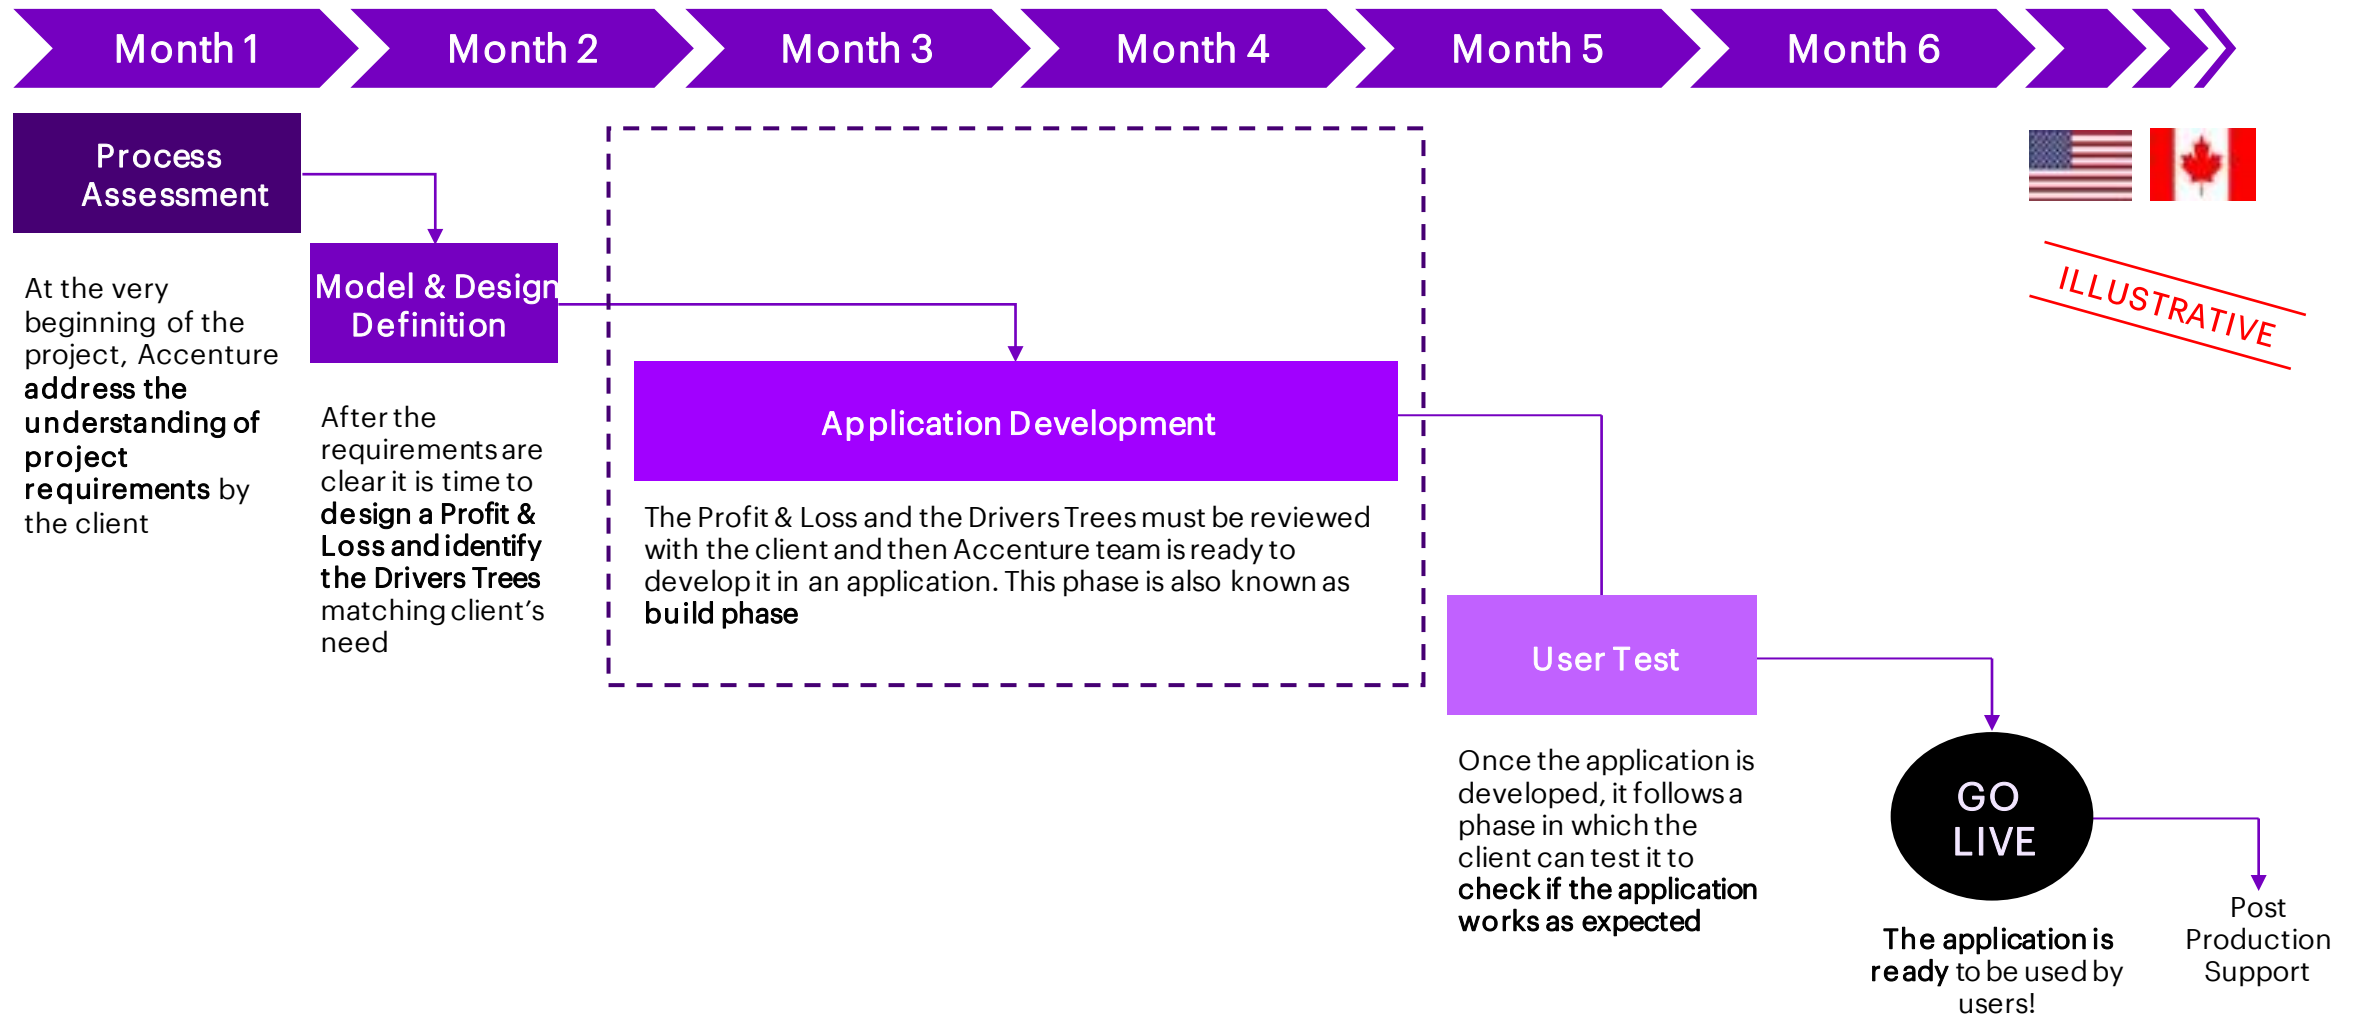 Month 1
Month 2
Month 3
Month 4
Month 5
Month 6
Process
Assessment
At the very
beginning of the
project, Accenture
address the
understanding of
project
requirements by
the client
Model & Design
Definition
After the
requirements are
clear it is time to
design a Profit &
Loss and identify
the Drivers Trees
matching client’s
need
Application Development
The Profit & Loss and the Drivers Trees must be reviewed
with the client and then Accenture team is ready to
develop it in an application. This phase is also known as
build phase
User Test
Once the application is
developed, it follows a
phase in which the
client can test it to
check if the application
works as expected
GO
LIVE
The application is
ready to be used by
users!
Post
Production
Support
ILLUSTRATIVE